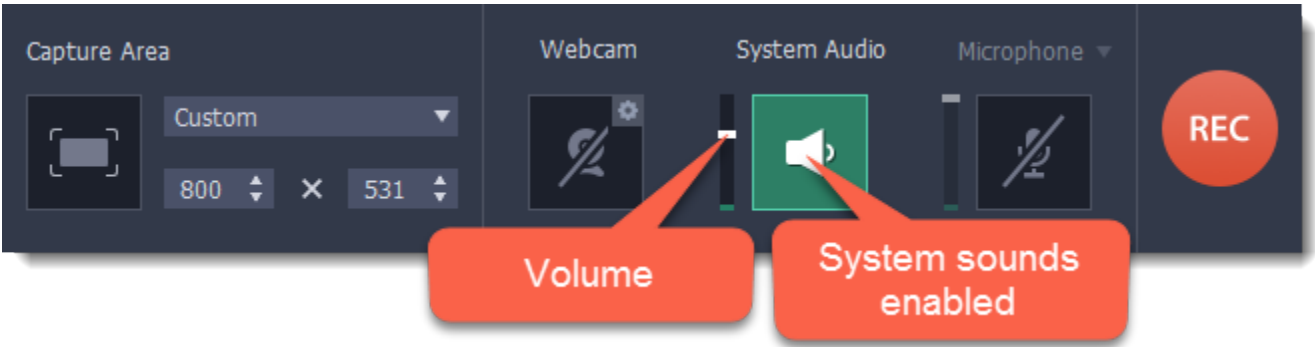 Capture Area
Webcam
System Audio
Microphone
Custom
800 × 531
REC
Volume
System sounds
enabled